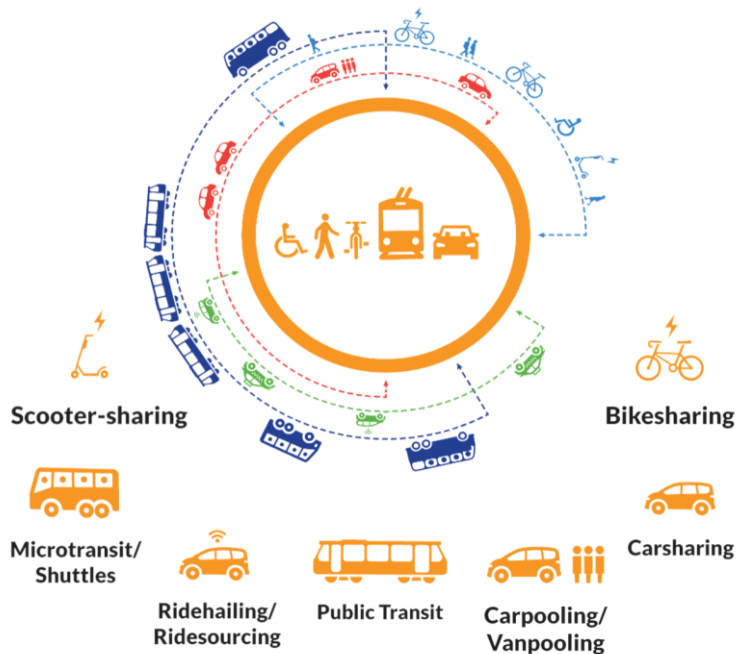 Scooter-sharing
Bikesharing
Microtransit/
Shuttles
Ridehailing/
Ridesourcing
Public Transit
Carpooling/
Vanpooling
Carsharing